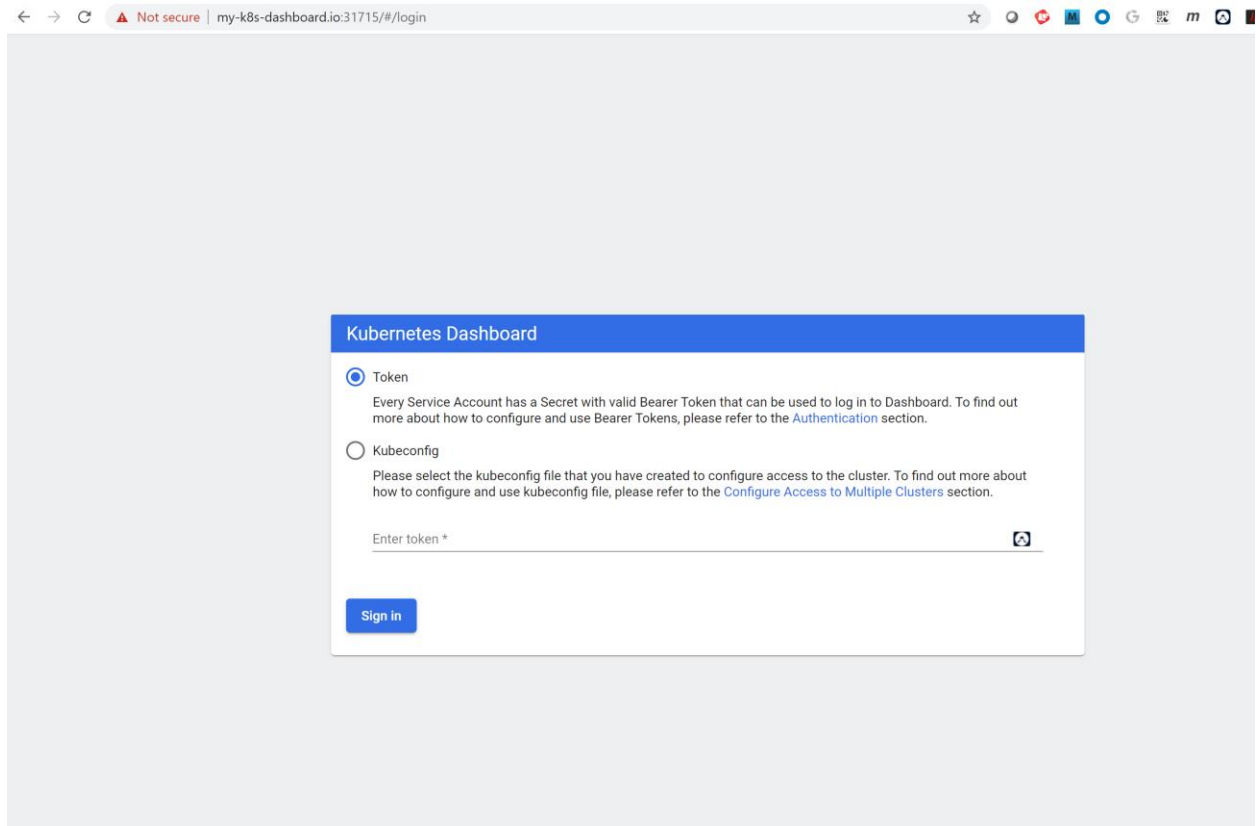 Not secure | my-k8s-dashboard.io:31715/#/login
Kubernetes Dashboard
Token
Every Service Account has a Secret with valid Bearer Token that can be used to log in to Dashboard. To find out
more about how to configure and use Bearer Tokens, please refer to the Authentication section.
Kubeconfig
Please select the kubeconfig file that you have created to configure access to the cluster. To find out more about
how to configure and use kubeconfig file, please refer to the Configure Access to Multiple Clusters section.
Enter token *
Sign in